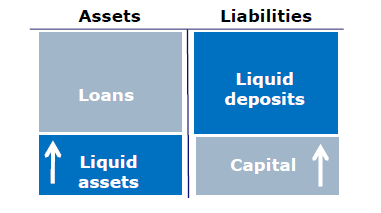 Assets Liabilities
Loans
Liquid
deposits
Liquid
assets
Capital